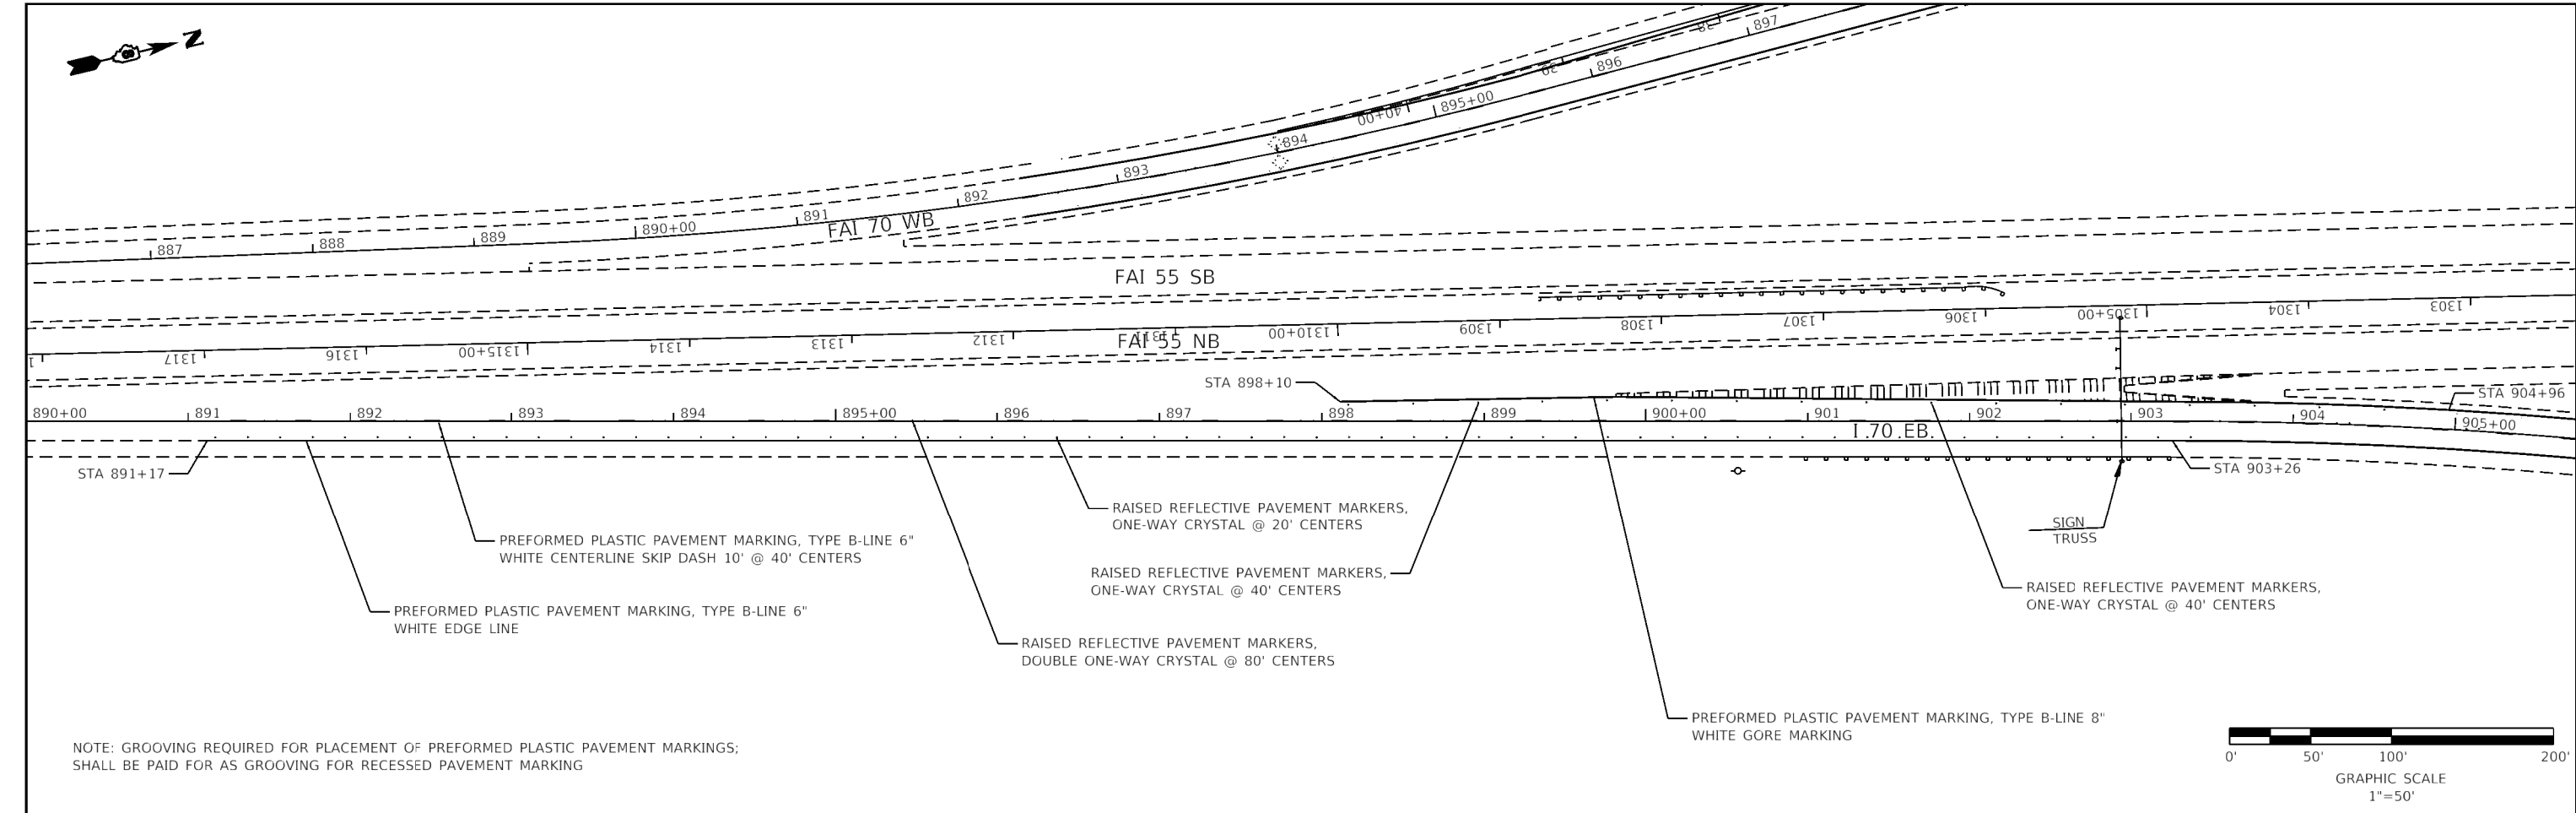 N
38
897
39
896
40+00
895+00
894
893
892
891
890+00
889
888
887
FAI 70 WB
FAI 55 SB
1317
1316
1315+00
1314
1313
1312
1311
1310+00
1309
1308
1307
1306
1305+00
1304
1303
FAI 55 NB
STA 898+10
STA 904+96
890+00
891
892
893
894
895+00
896
897
898
899
900+00
901
902
903
904
905+00
I 70 EB
STA 891+17
STA 903+26
RAISED REFLECTIVE PAVEMENT MARKERS,
ONE-WAY CRYSTAL @ 20' CENTERS
SIGN
TRUSS
PREFORMED PLASTIC PAVEMENT MARKING, TYPE B-LINE 6"
WHITE CENTERLINE SKIP DASH 10' @ 40' CENTERS
RAISED REFLECTIVE PAVEMENT MARKERS,
ONE-WAY CRYSTAL @ 40' CENTERS
RAISED REFLECTIVE PAVEMENT MARKERS,
ONE-WAY CRYSTAL @ 40' CENTERS
PREFORMED PLASTIC PAVEMENT MARKING, TYPE B-LINE 6"
WHITE EDGE LINE
RAISED REFLECTIVE PAVEMENT MARKERS,
DOUBLE ONE-WAY CRYSTAL @ 80' CENTERS
PREFORMED PLASTIC PAVEMENT MARKING, TYPE B-LINE 8"
WHITE GORE MARKING
NOTE: GROOVING REQUIRED FOR PLACEMENT OF PREFORMED PLASTIC PAVEMENT MARKINGS;
SHALL BE PAID FOR AS GROOVING FOR RECESSED PAVEMENT MARKING
0' 50' 100' 200'
GRAPHIC SCALE
1"=50'